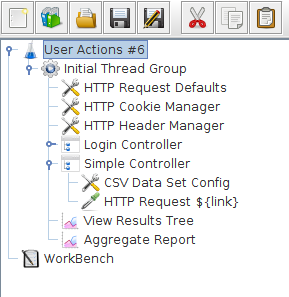 User Actions #6
Initial Thread Group
HTTP Request Defaults
HTTP Cookie Manager
HTTP Header Manager
Login Controller
Simple Controller
CSV Data Set Config
HTTP Request ${link}
View Results Tree
Aggregate Report
WorkBench